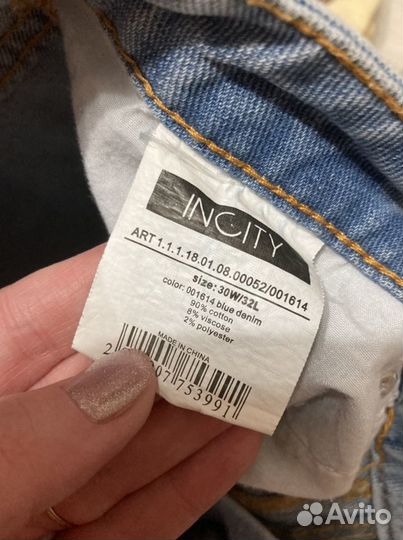 INCITY
ART 1.1.1.18.01.08.00052/001614
size: 30W/32L
color: 001614 blue denim
90% cotton
8% viscose
2% polyester
MADE IN CHINA
007753991
Avito